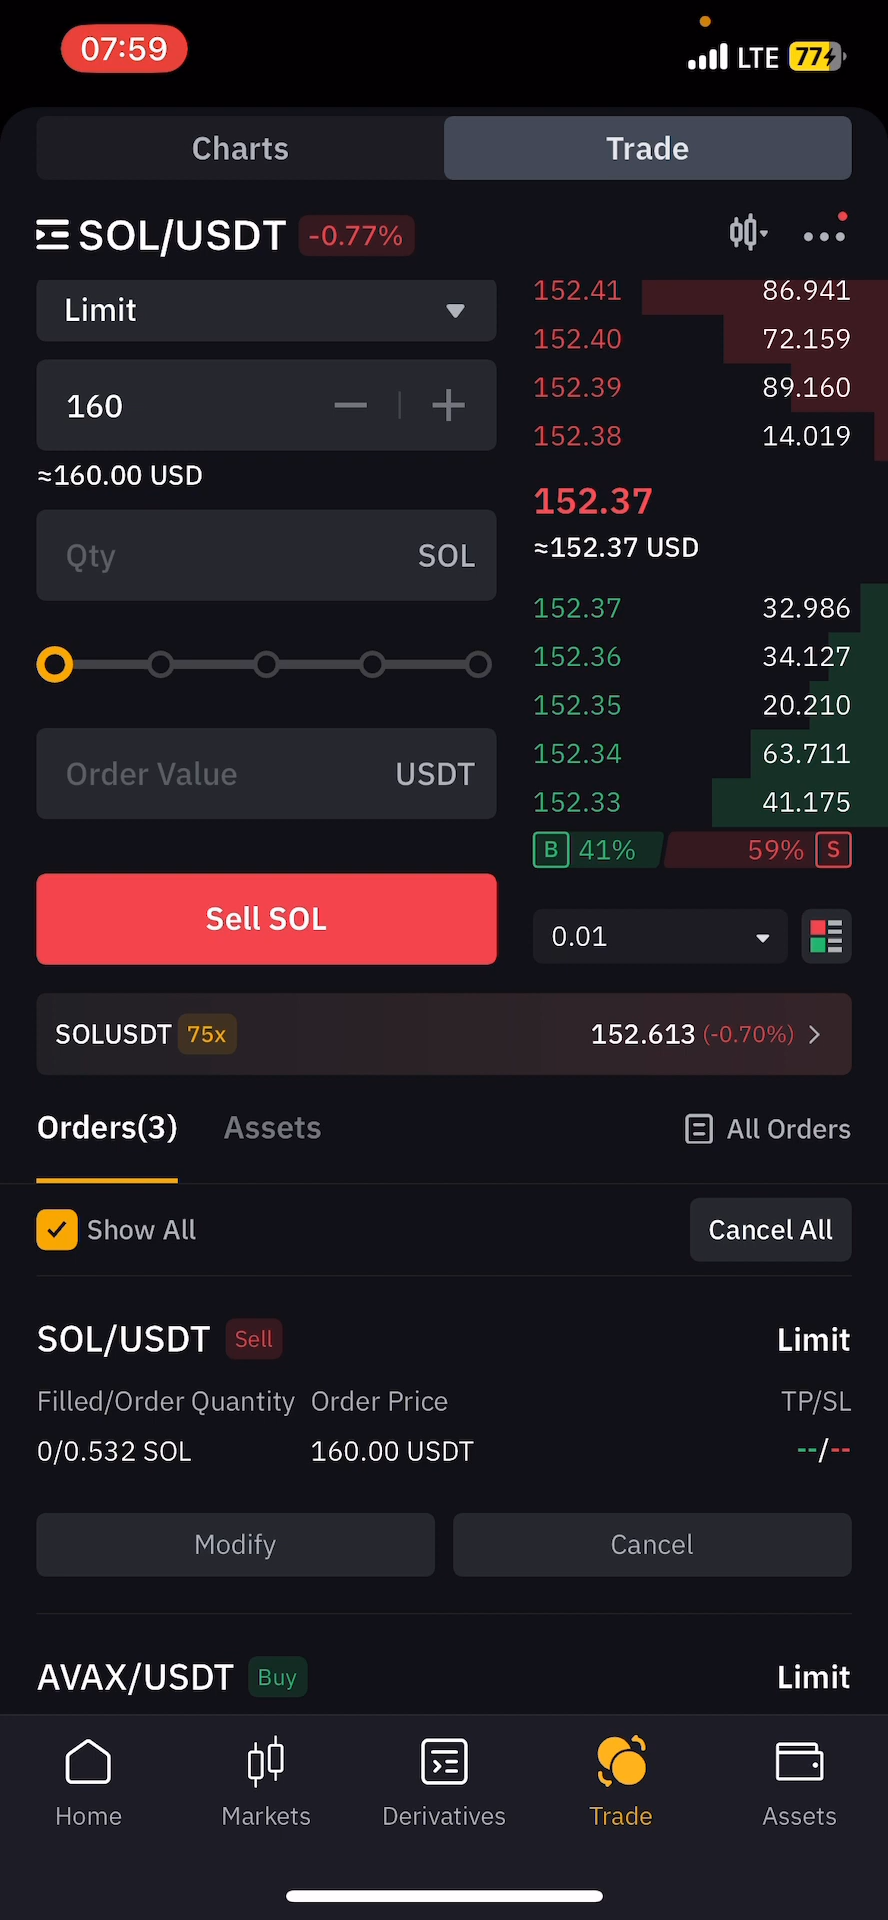 07:59
LTE 77
Charts Trade
SOL/USDT -0.77%
Limit
160
≈160.00 USD
Qty SOL
Order Value USDT
Sell SOL
152.41 86.941
152.40 72.159
152.39 89.160
152.38 14.019
152.37
≈152.37 USD
152.37 32.986
152.36 34.127
152.35 20.210
152.34 63.711
152.33 41.175
B 41% 59% S
0.01
SOLUSDT 75x 152.613 (-0.70%)
Orders(3) Assets All Orders
Show All Cancel All
SOL/USDT Sell Limit
Filled/Order Quantity Order Price TP/SL
0/0.532 SOL 160.00 USDT --/--
Modify Cancel
AVAX/USDT Buy Limit
Home Markets Derivatives Trade Assets